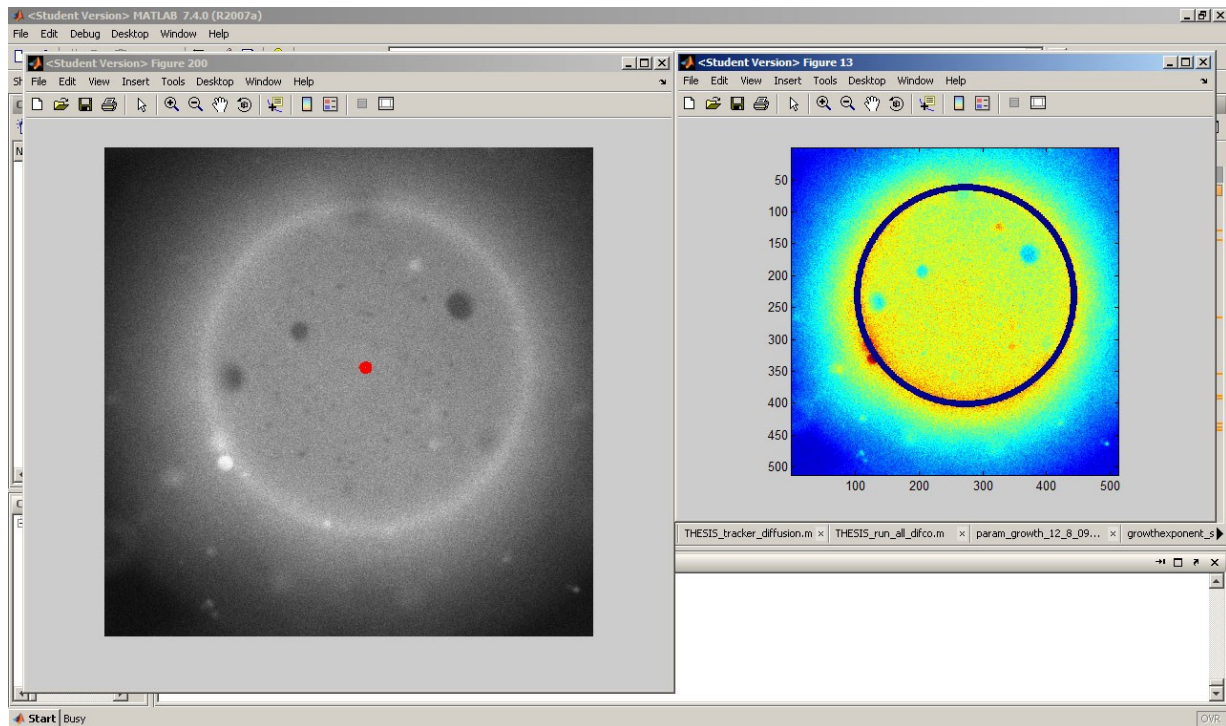 <Student Version> MATLAB 7.4.0 (R2007a)
File Edit Debug Desktop Window Help
<Student Version> Figure 200
File Edit View Insert Tools Desktop Window Help
<Student Version> Figure 13
File Edit View Insert Tools Desktop Window Help
50
100
150
200
250
300
350
400
450
500
100 200 300 400 500
THESIS_tracker_diffusion.m THESIS_run_all_difco.m param_growth_12_8_09... growthexponent_s
Start Busy
OVR